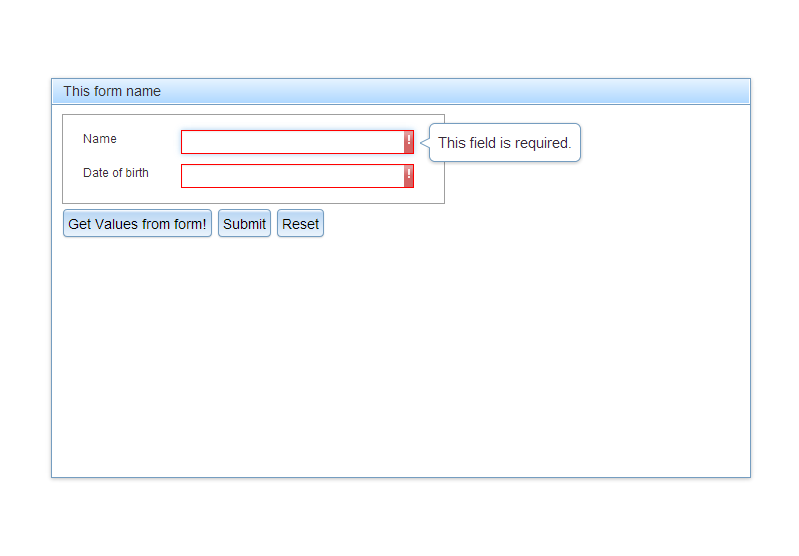 This form name
Name
!
This field is required.
Date of birth
!
Get Values from form! Submit Reset